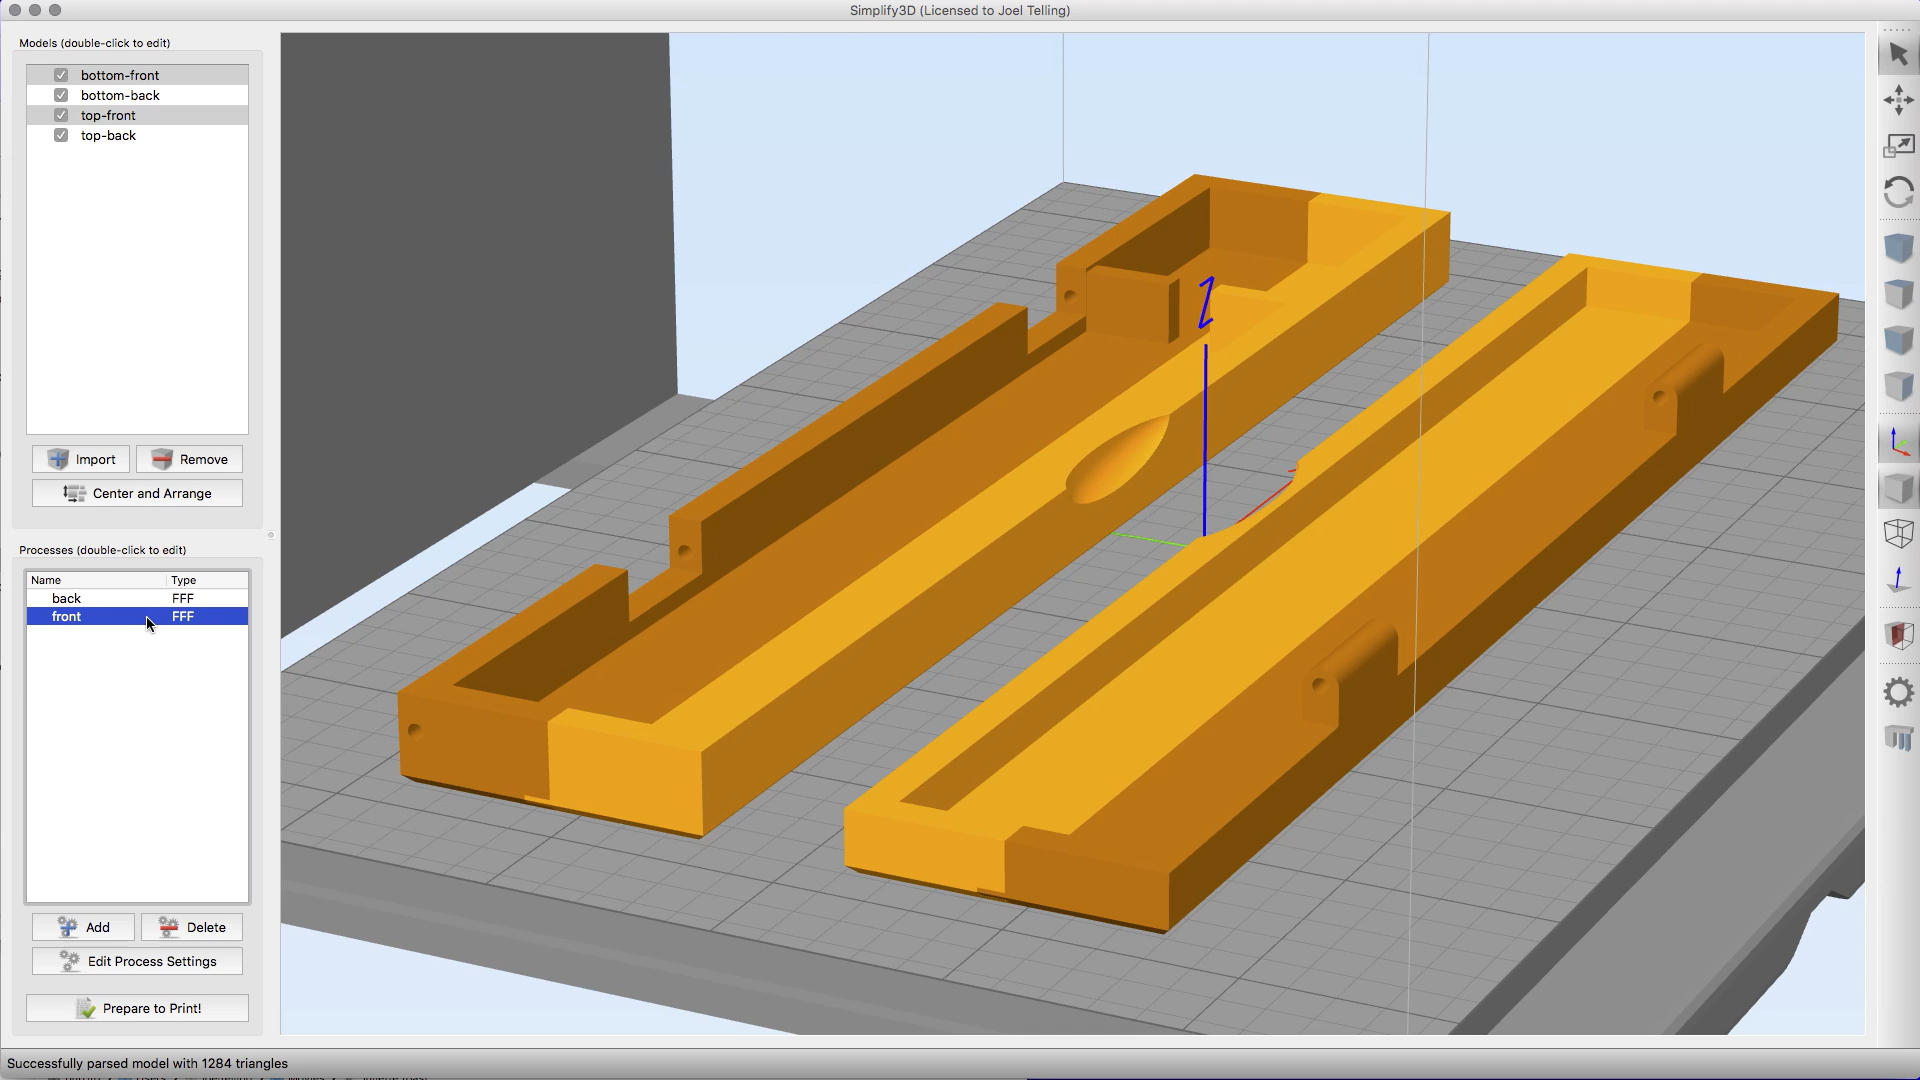 Simplify3D (Licensed to Joel Telling)
Models (double-click to edit)
bottom-front
bottom-back
top-front
top-back
Import
Remove
Center and Arrange
Processes (double-click to edit)
Name Type
back FFF
front FFF
Add
Delete
Edit Process Settings
Prepare to Print!
Z
Successfully parsed model with 1284 triangles